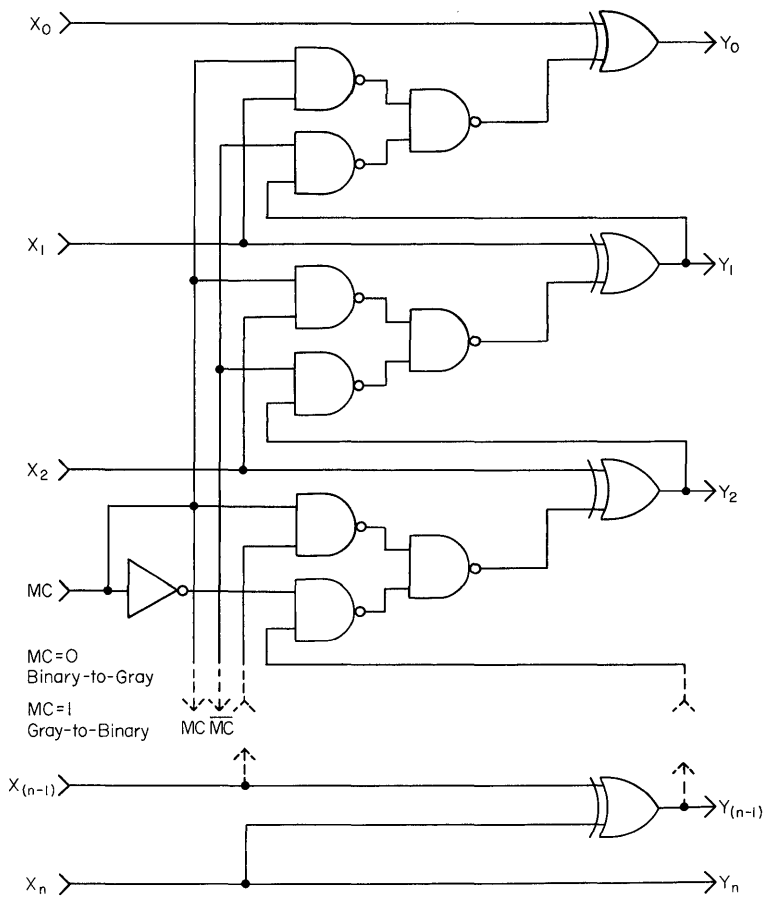 X0
Y0
X1
Y1
X2
Y2
MC
MC=0
Binary-to-Gray
MC=1
Gray-to-Binary
MC M̅C̅
X(n-1)
Y(n-1)
Xn
Yn